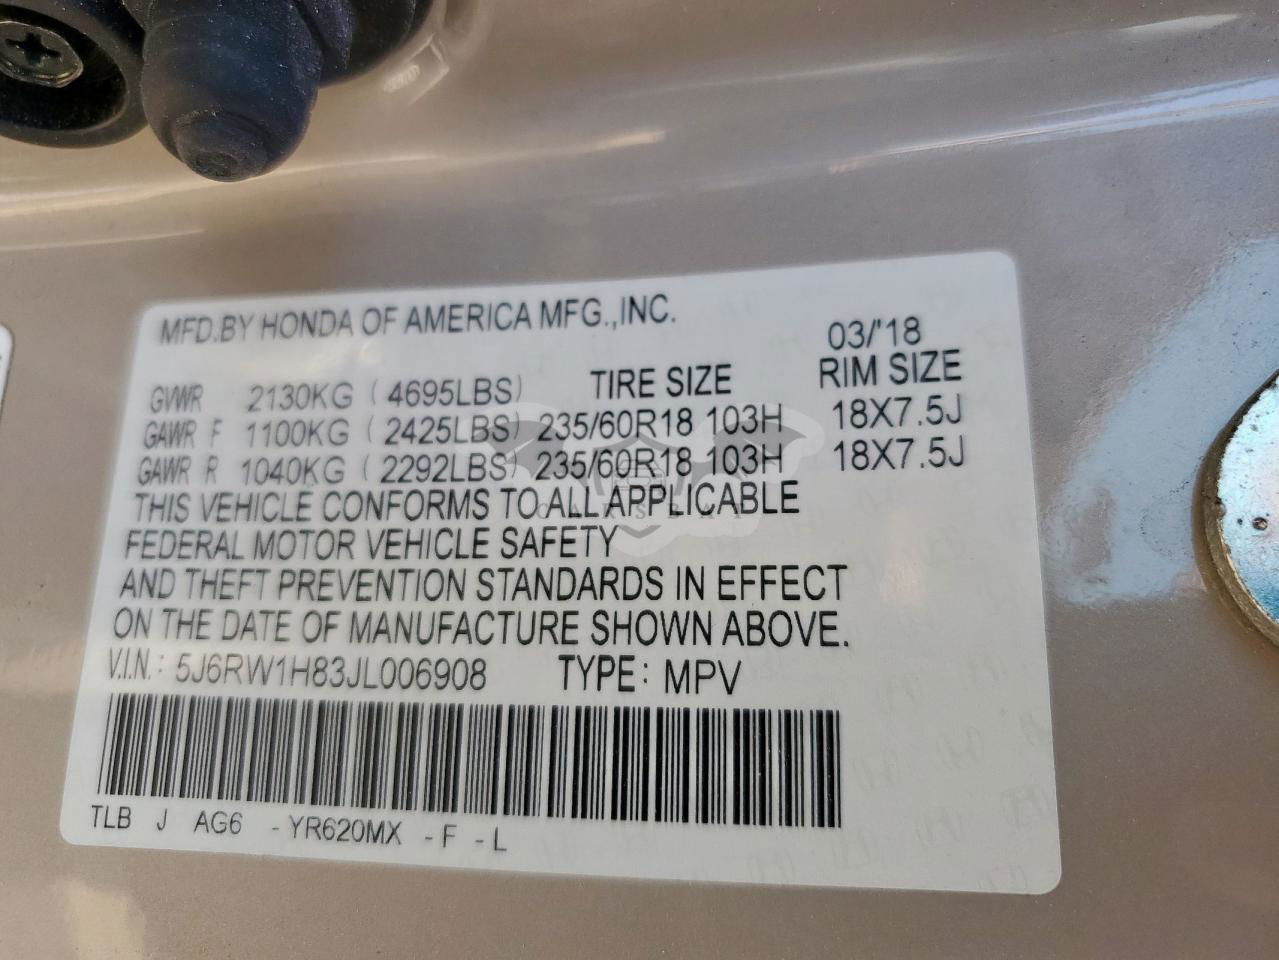 MFD.BY HONDA OF AMERICA MFG.,INC.
03/'18
GVWR 2130KG (4695LBS) TIRE SIZE RIM SIZE
GAWR F 1100KG (2425LBS) 235/60R18 103H 18X7.5J
GAWR R 1040KG (2292LBS) 235/60R18 103H 18X7.5J
THIS VEHICLE CONFORMS TO ALL APPLICABLE
FEDERAL MOTOR VEHICLE SAFETY
AND THEFT PREVENTION STANDARDS IN EFFECT
ON THE DATE OF MANUFACTURE SHOWN ABOVE.
V.I.N.: 5J6RW1H83JL006908 TYPE: MPV
TLB J AG6 -YR620MX -F -L